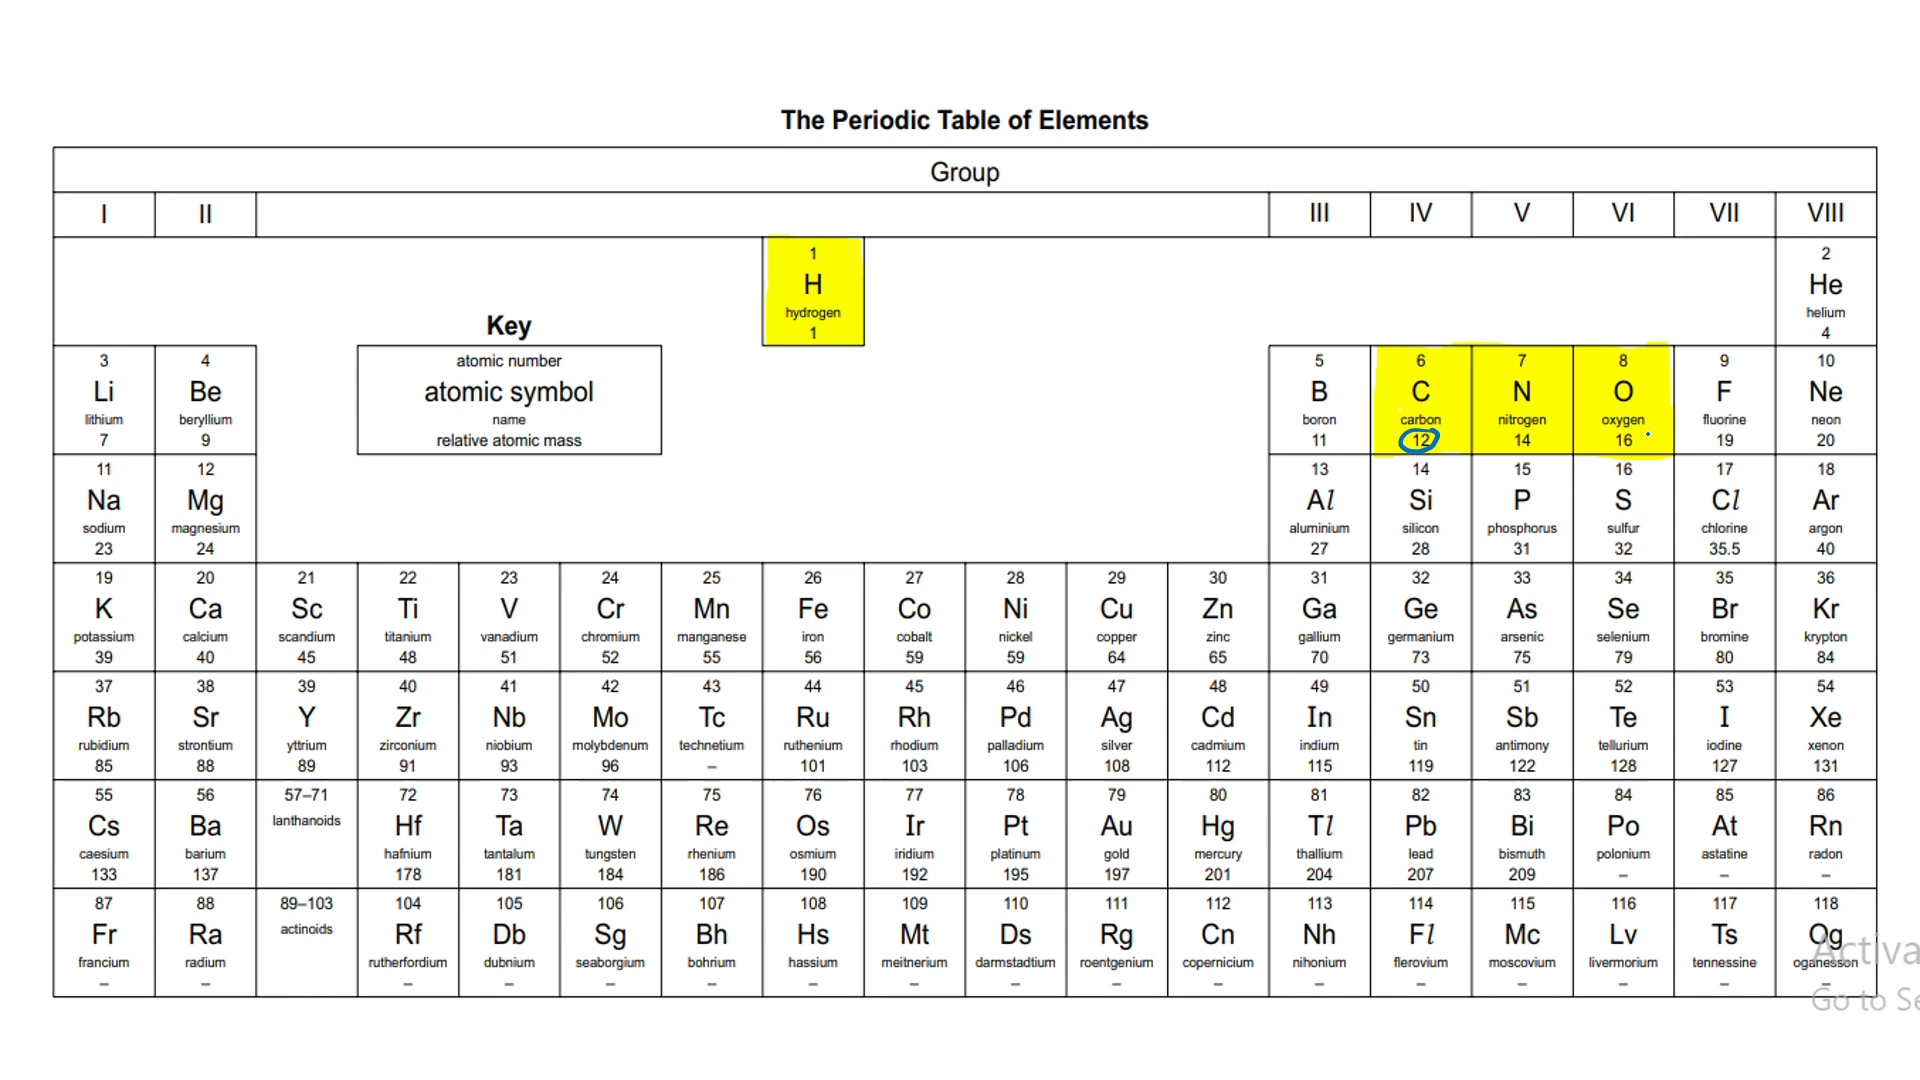 The Periodic Table of Elements
Group
I II III IV V VI VII VIII
1 2
H He
hydrogen helium
1 4
Key
3 4 atomic number 5 6 7 8 9 10
Li Be atomic symbol B C N O F Ne
lithium beryllium name boron carbon nitrogen oxygen fluorine neon
7 9 relative atomic mass 11 12 14 16 19 20
11 12 13 14 15 16 17 18
Na Mg Al Si P S Cl Ar
sodium magnesium aluminium silicon phosphorus sulfur chlorine argon
23 24 27 28 31 32 35.5 40
19 20 21 22 23 24 25 26 27 28 29 30 31 32 33 34 35 36
K Ca Sc Ti V Cr Mn Fe Co Ni Cu Zn Ga Ge As Se Br Kr
potassium calcium scandium titanium vanadium chromium manganese iron cobalt nickel copper zinc gallium germanium arsenic selenium bromine krypton
39 40 45 48 51 52 55 56 59 59 64 65 70 73 75 79 80 84
37 38 39 40 41 42 43 44 45 46 47 48 49 50 51 52 53 54
Rb Sr Y Zr Nb Mo Tc Ru Rh Pd Ag Cd In Sn Sb Te I Xe
rubidium strontium yttrium zirconium niobium molybdenum technetium ruthenium rhodium palladium silver cadmium indium tin antimony tellurium iodine xenon
85 88 89 91 93 96 – 101 103 106 108 112 115 119 122 128 127 131
55 56 57–71 72 73 74 75 76 77 78 79 80 81 82 83 84 85 86
Cs Ba lanthanoids Hf Ta W Re Os Ir Pt Au Hg Tl Pb Bi Po At Rn
caesium barium hafnium tantalum tungsten rhenium osmium iridium platinum gold mercury thallium lead bismuth polonium astatine radon
133 137 178 181 184 186 190 192 195 197 201 204 207 209 – – –
87 88 89–103 104 105 106 107 108 109 110 111 112 113 114 115 116 117 118
Fr Ra actinoids Rf Db Sg Bh Hs Mt Ds Rg Cn Nh Fl Mc Lv Ts Og
francium radium rutherfordium dubnium seaborgium bohrium hassium meitnerium darmstadtium roentgenium copernicium nihonium flerovium moscovium livermorium tennessine oganesson
– – – – – – – – – – – – – – – – –
Activa
Go to Se